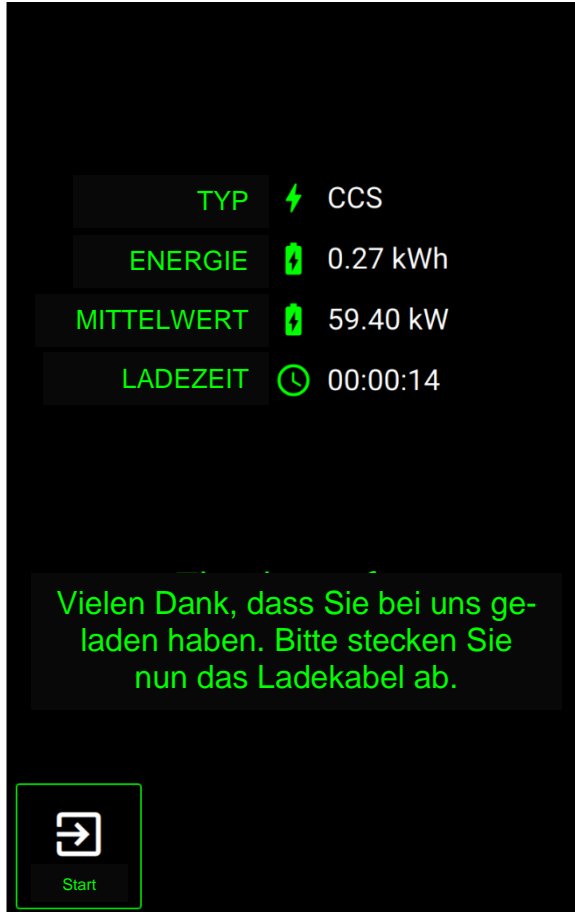 TYP CCS
ENERGIE 0.27 kWh
MITTELWERT 59.40 kW
LADEZEIT 00:00:14
Vielen Dank, dass Sie bei uns ge-
laden haben. Bitte stecken Sie
nun das Ladekabel ab.
Start